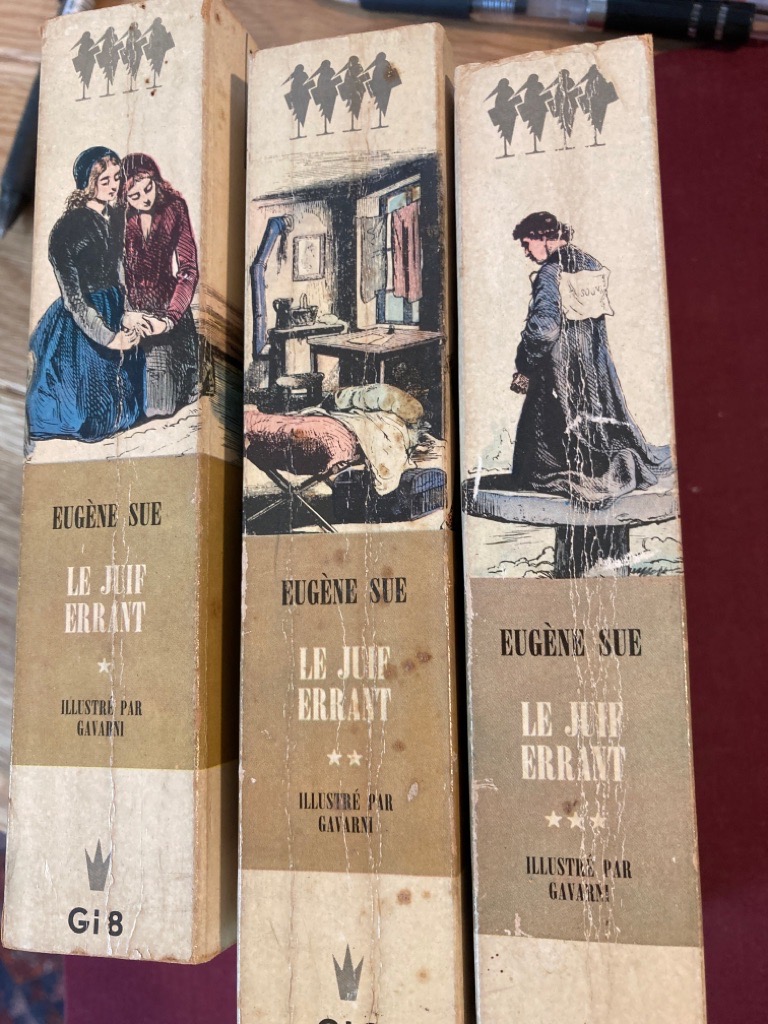 EUGÈNE SUE
LE JUIF
ERRANT
★
ILLUSTRÉ PAR
GAVARNI
Gi 8
EUGÈNE SUE
LE JUIF
ERRANT
★★
ILLUSTRÉ PAR
GAVARNI
EUGÈNE SUE
LE JUIF
ERRANT
★★★
ILLUSTRÉ PAR
GAVARNI